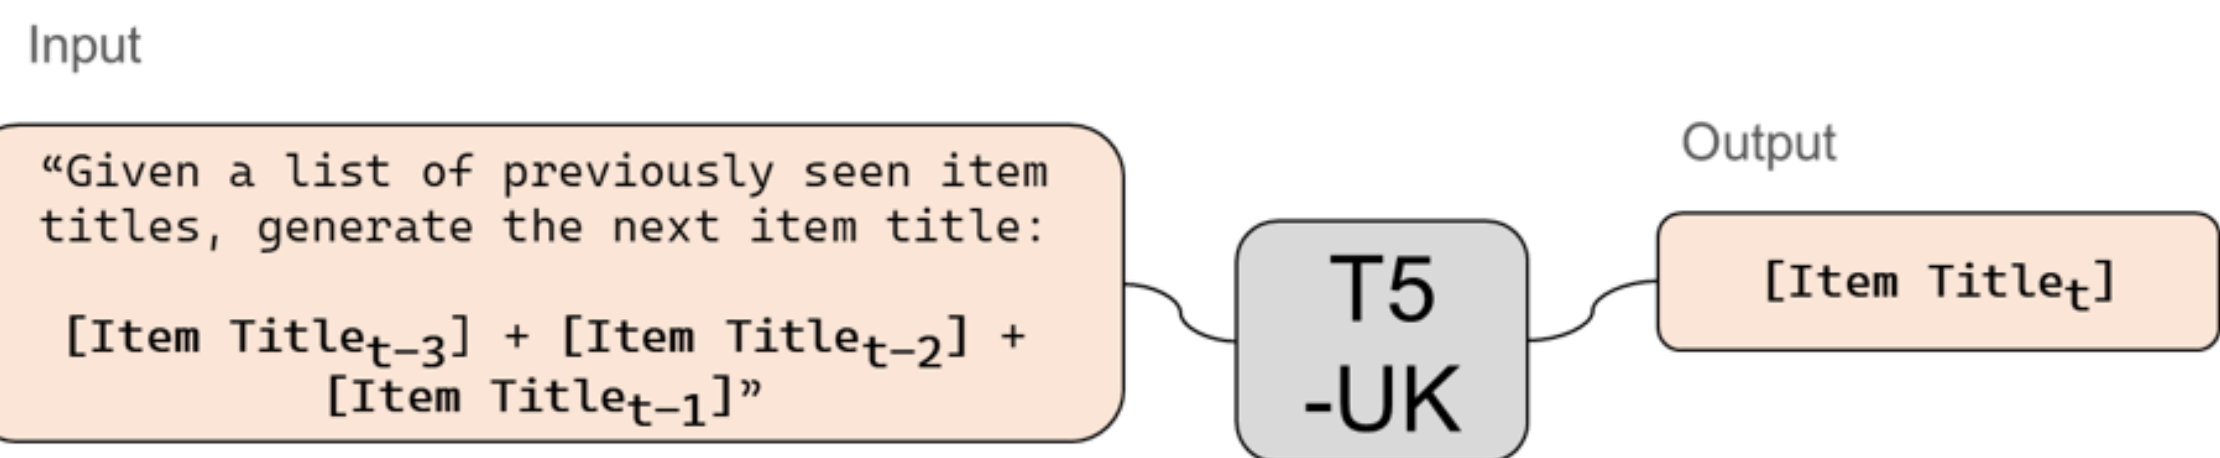 Input
“Given a list of previously seen item
titles, generate the next item title:
[Item Titleₜ₋₃] + [Item Titleₜ₋₂] +
[Item Titleₜ₋₁]”
T5
-UK
Output
[Item Titleₜ]